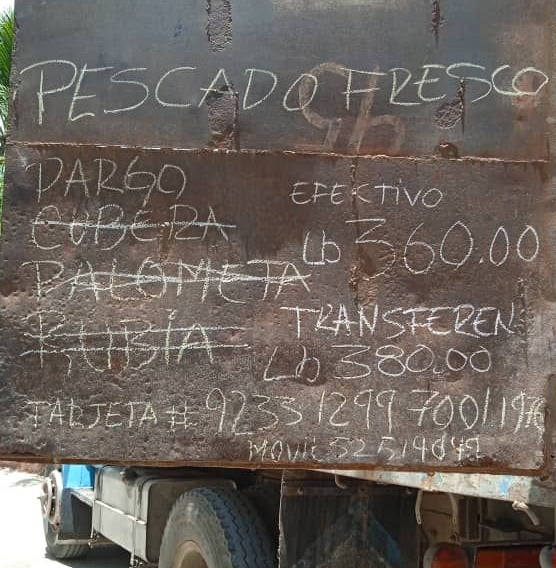 PESCADO FRESCO
PARGO
EFEKTIVO
CUBERA
Lb 360.00
PALOMETA
RUBIA
TRANSFEREN
Lb 380.00
TARJETA # 9233 1299 7001 1976
MOVIL 52519849